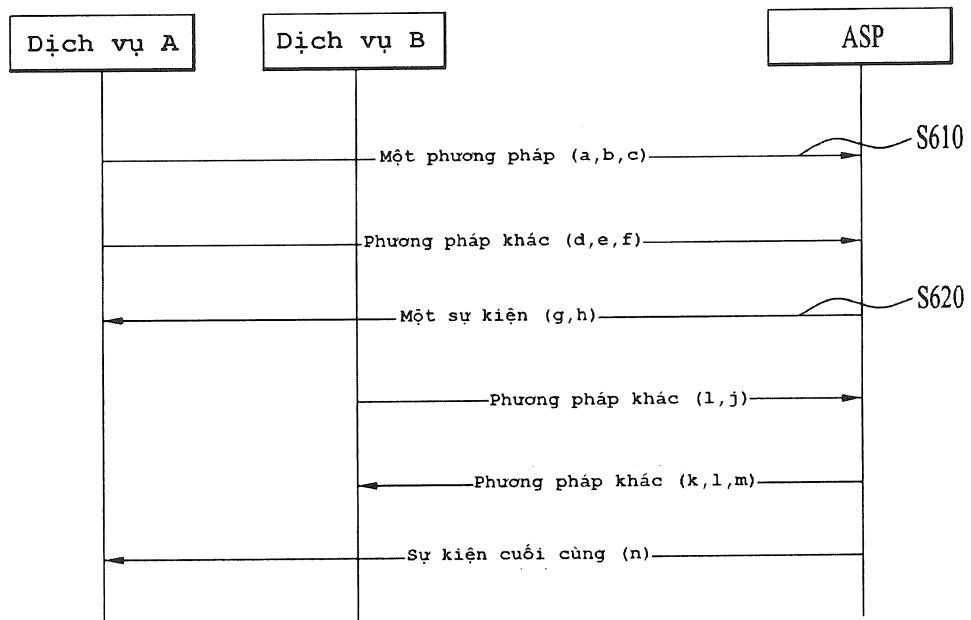 Dịch vụ A
Dịch vụ B
ASP
Một phương pháp (a,b,c)
S610
Phương pháp khác (d,e,f)
Một sự kiện (g,h)
S620
Phương pháp khác (l,j)
Phương pháp khác (k,l,m)
Sự kiện cuối cùng (n)